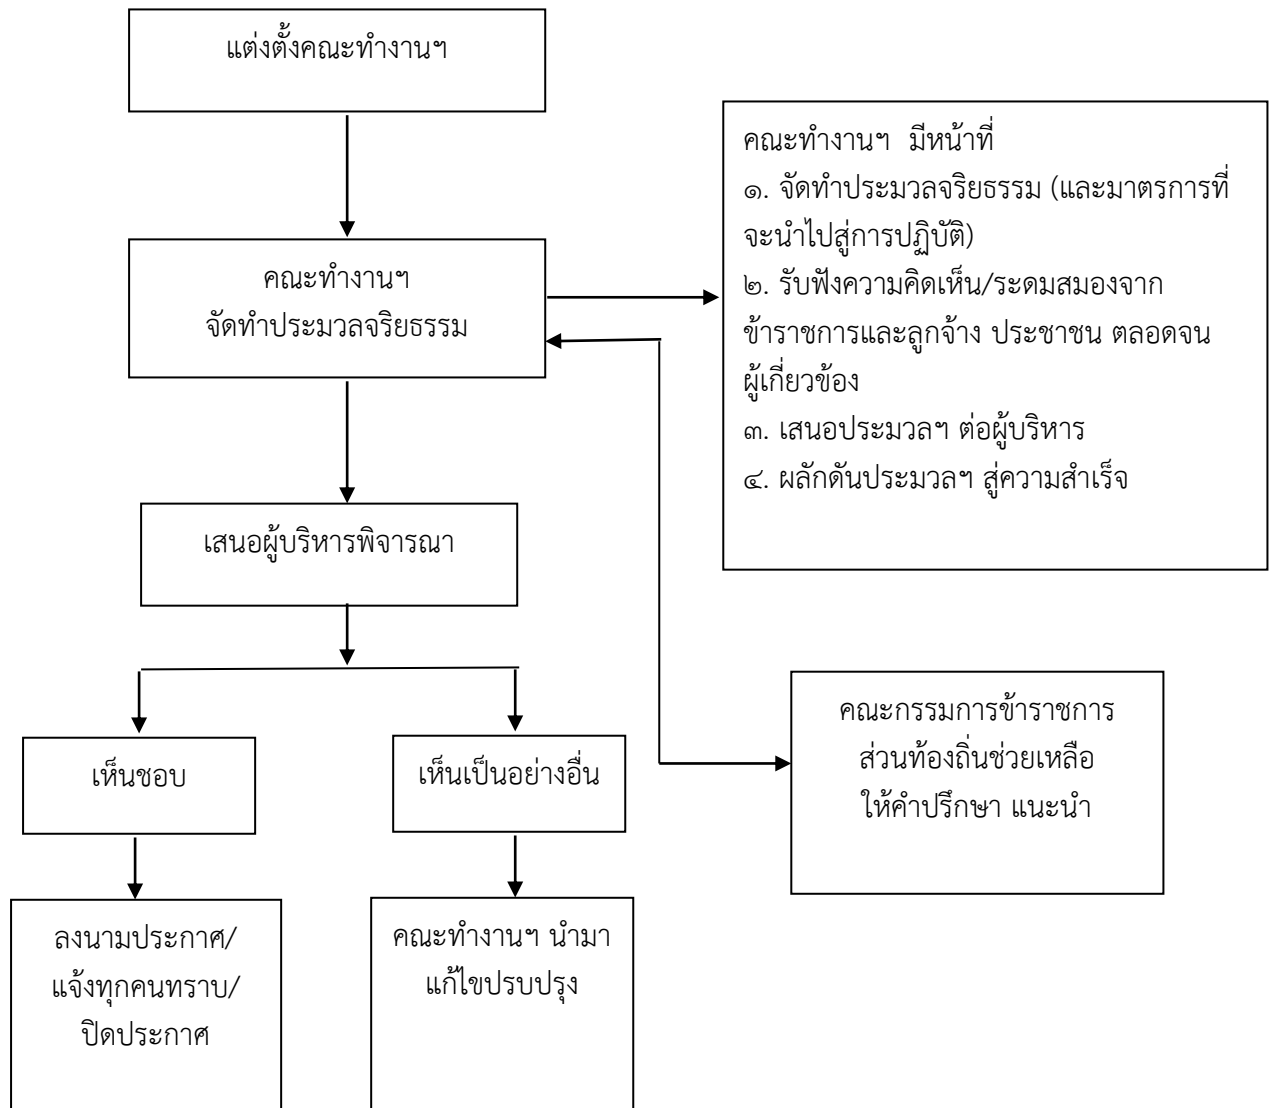 แต่งตั้งคณะทำงานฯ
คณะทำงานฯ
จัดทำประมวลจริยธรรม
คณะทำงานฯ มีหน้าที่
๑. จัดทำประมวลจริยธรรม (และมาตรการที่
จะนำไปสู่การปฏิบัติ)
๒. รับฟังความคิดเห็น/ระดมสมองจาก
ข้าราชการและลูกจ้าง ประชาชน ตลอดจน
ผู้เกี่ยวข้อง
๓. เสนอประมวลฯ ต่อผู้บริหาร
๔. ผลักดันประมวลฯ สู่ความสำเร็จ
เสนอผู้บริหารพิจารณา
เห็นชอบ
เห็นเป็นอย่างอื่น
คณะกรรมการข้าราชการ
ส่วนท้องถิ่นช่วยเหลือ
ให้คำปรึกษา แนะนำ
ลงนามประกาศ/
แจ้งทุกคนทราบ/
ปิดประกาศ
คณะทำงานฯ นำมา
แก้ไขปรบปรุง